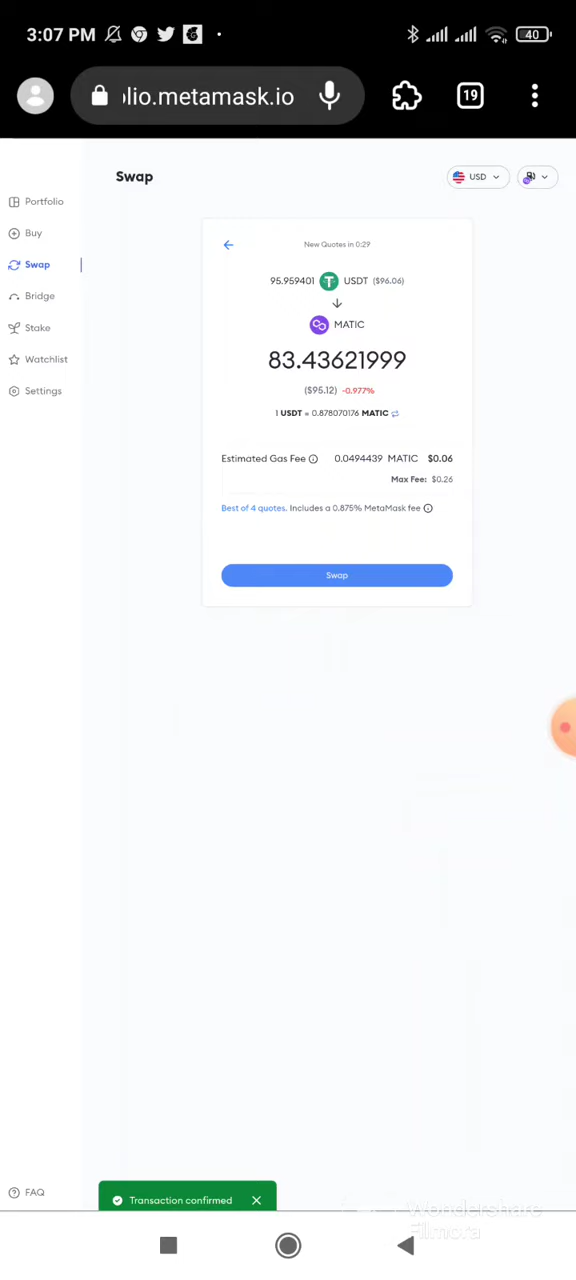 3:07 PM
40
lio.metamask.io
19
Swap
USD
Portfolio
Buy
Swap
Bridge
Stake
Watchlist
Settings
New Quotes in 0:29
95.959401 USDT ($96.06)
MATIC
83.43621999
($95.12) -0.977%
1 USDT = 0.878070176 MATIC
Estimated Gas Fee 0.0494439 MATIC $0.06
Max Fee: $0.26
Best of 4 quotes. Includes a 0.875% MetaMask fee
Swap
FAQ
Transaction confirmed
Wondershare
Filmora